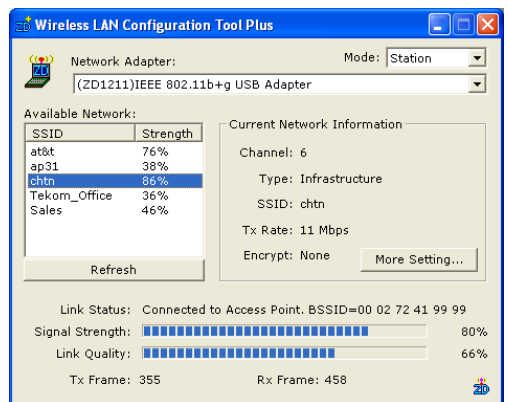 ZD Wireless LAN Configuration Tool Plus
ZD
Network Adapter:
Mode: Station
(ZD1211)IEEE 802.11b+g USB Adapter
Available Network:
SSID Strength
at&t 76%
ap31 38%
chtn 86%
Tekom_Office 36%
Sales 46%
Refresh
Current Network Information
Channel: 6
Type: Infrastructure
SSID: chtn
Tx Rate: 11 Mbps
Encrypt: None
More Setting...
Link Status: Connected to Access Point. BSSID=00 02 72 41 99 99
Signal Strength: 80%
Link Quality: 66%
Tx Frame: 355 Rx Frame: 458
ZD